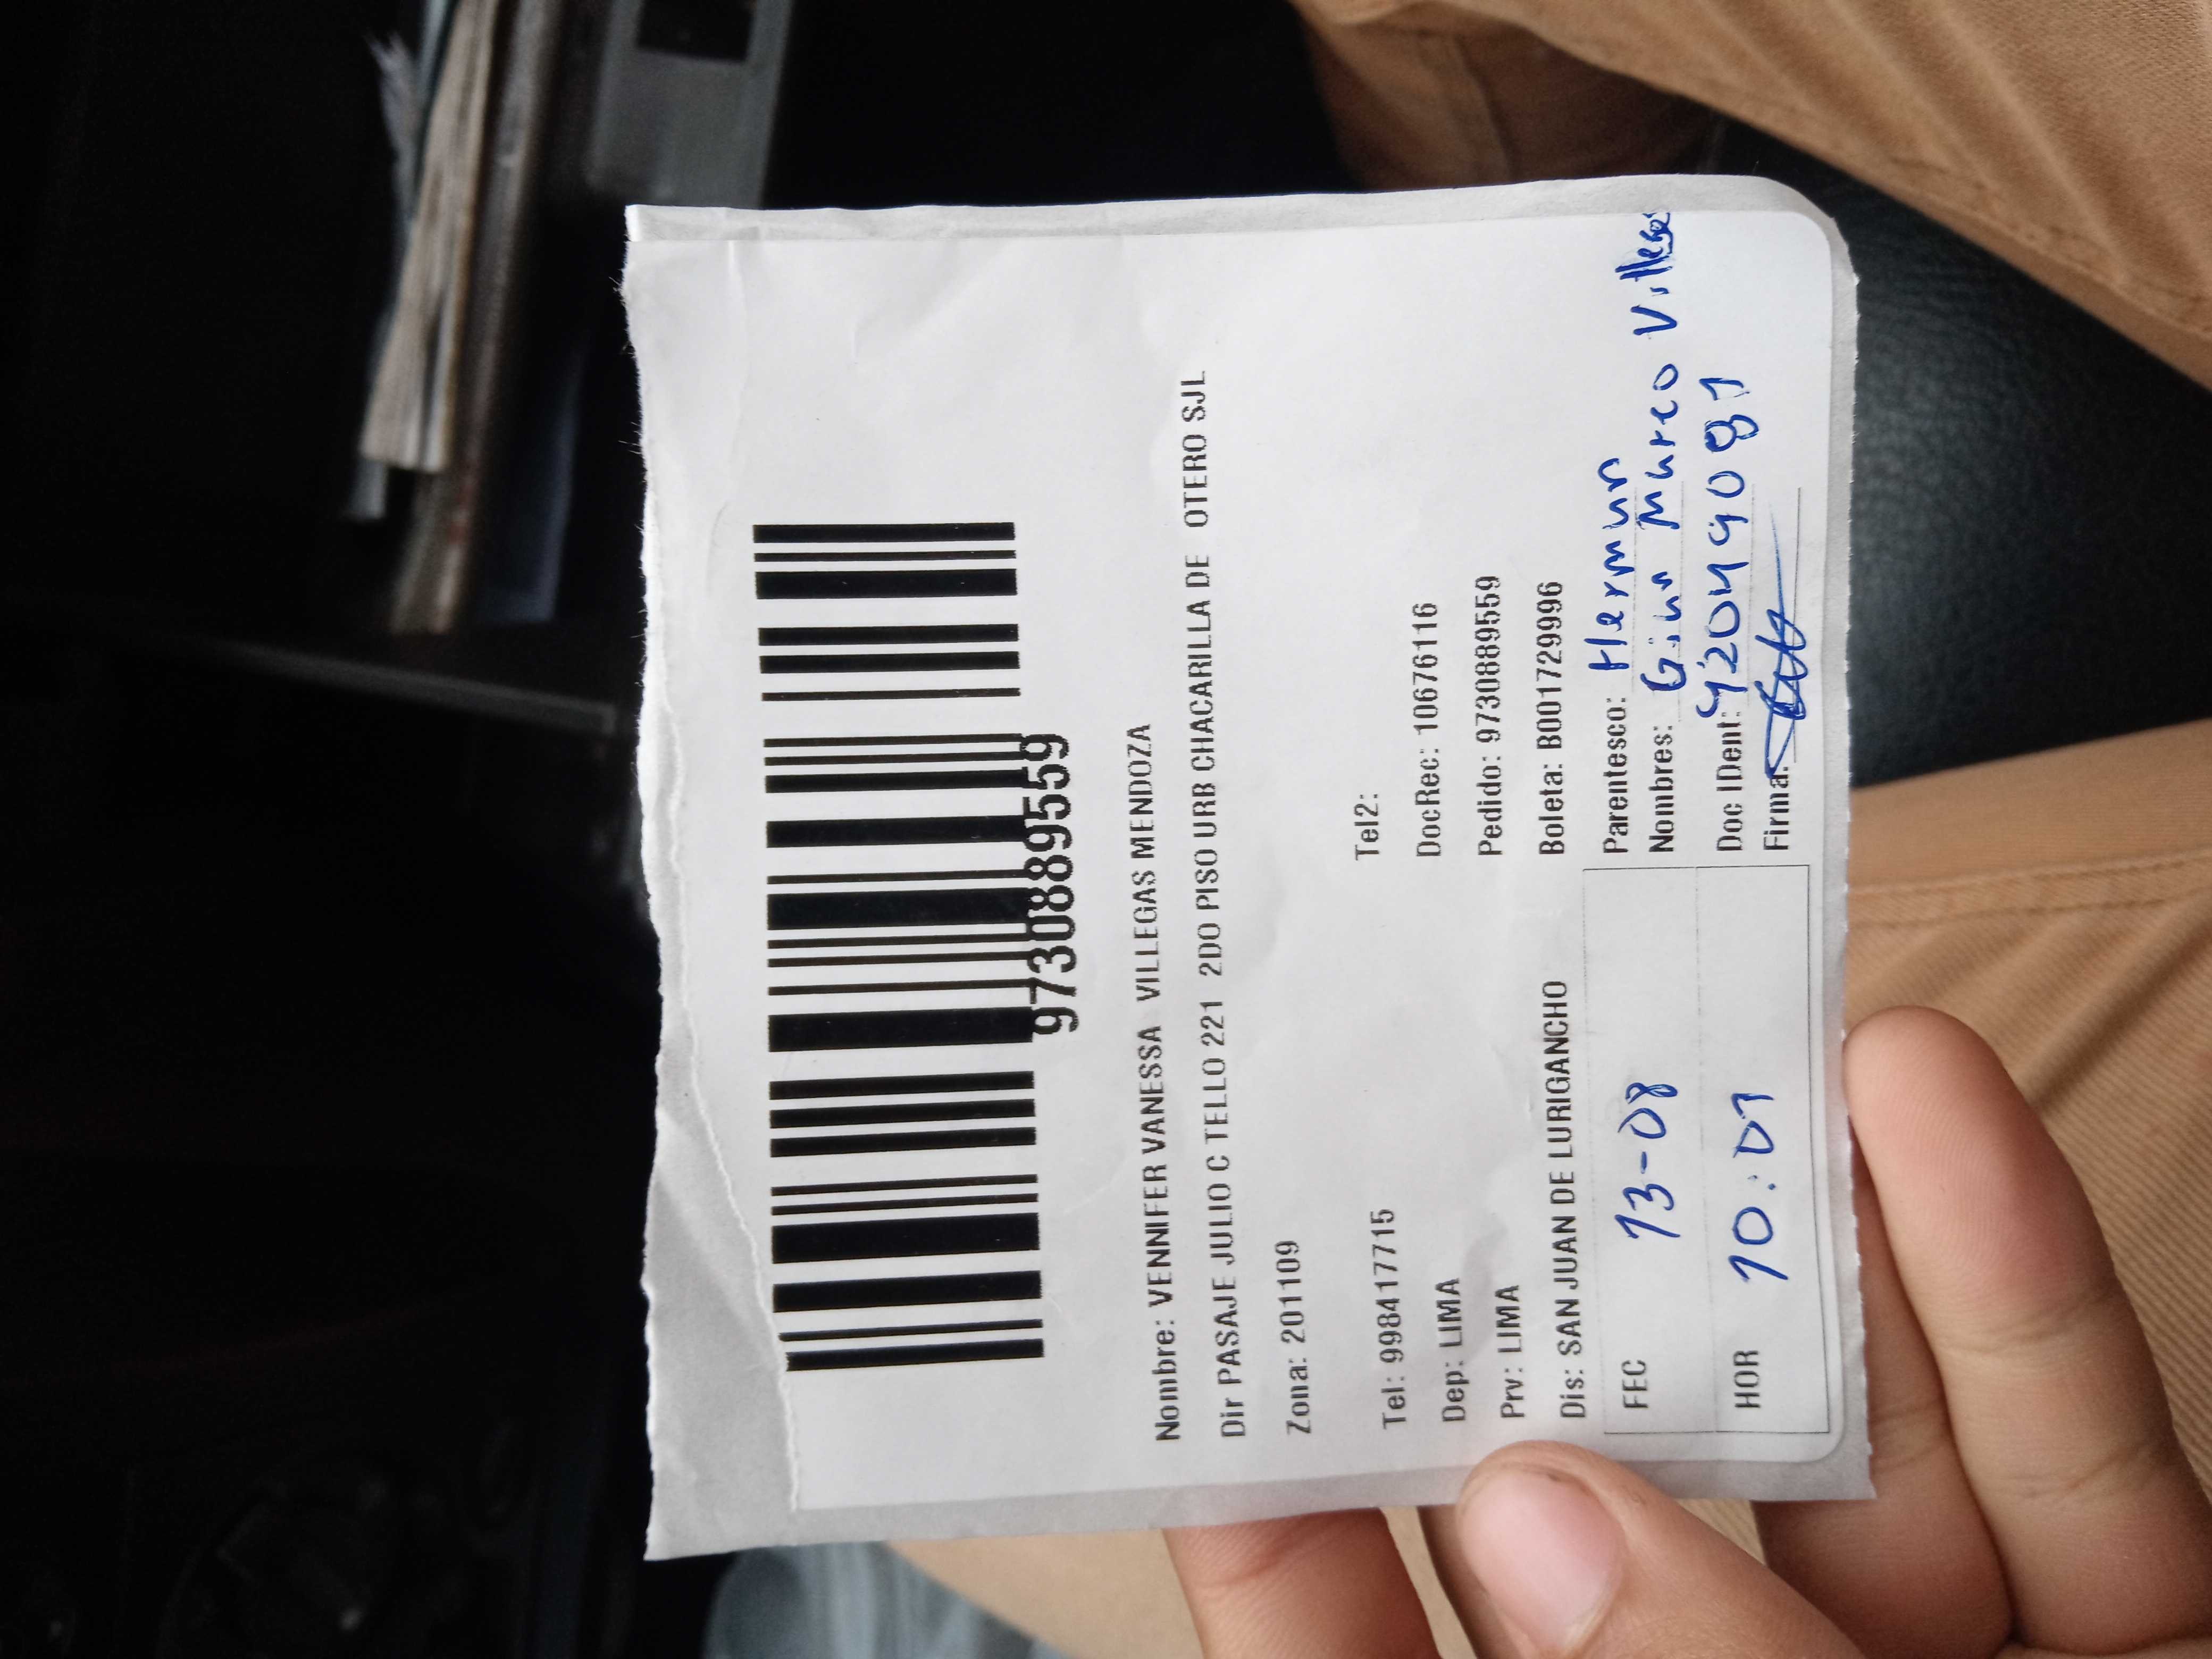 9730889559
Nombre: VENNIFER VANESSA VILLEGAS MENDOZA
Dir PASAJE JULIO C TELLO 221 2DO PISO URB CHACARILLA DE OTERO SJL
Zona: 201109
Tel: 998417715 Tel2:
Dep: LIMA DocRec: 10676116
Prv: LIMA Pedido: 9730889559
Dis: SAN JUAN DE LURIGANCHO Boleta: B001729996
FEC 13-08
HOR 10:01
Parentesco: Herman
Nombres: Gian Marco Villegas
Doc IDent: 72049081
Firma: